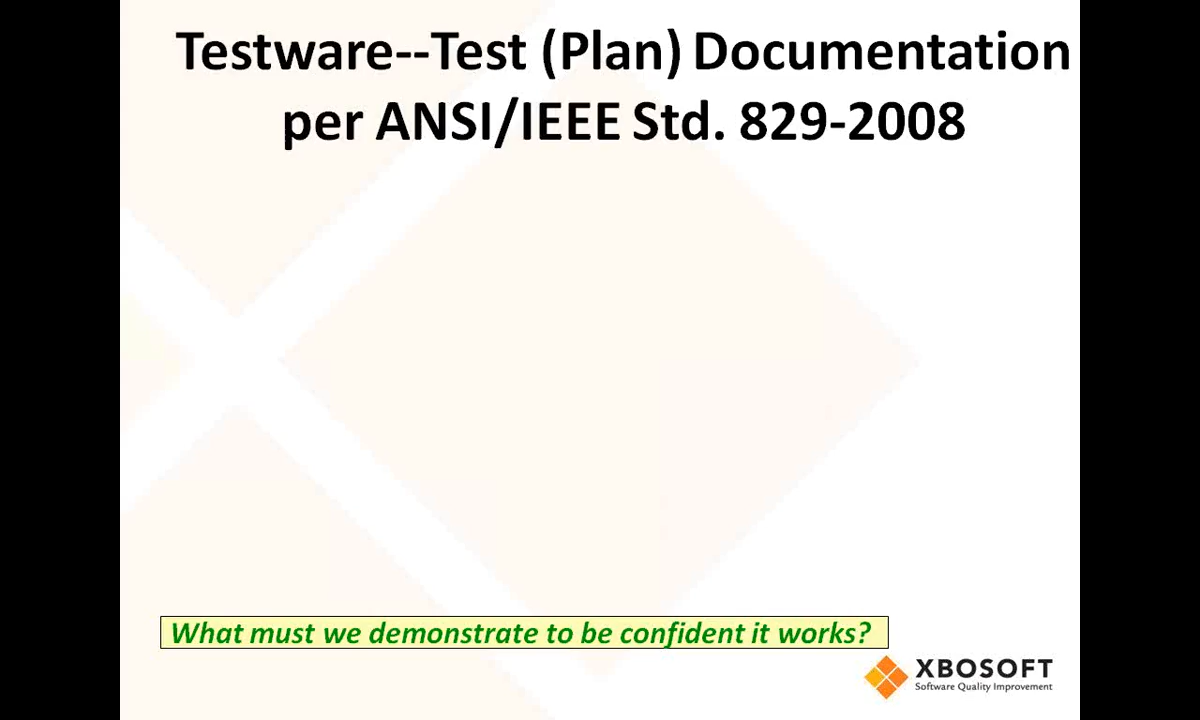 Testware--Test (Plan) Documentation
per ANSI/IEEE Std. 829-2008
What must we demonstrate to be confident it works?
XBOSOFT
Software Quality Improvement